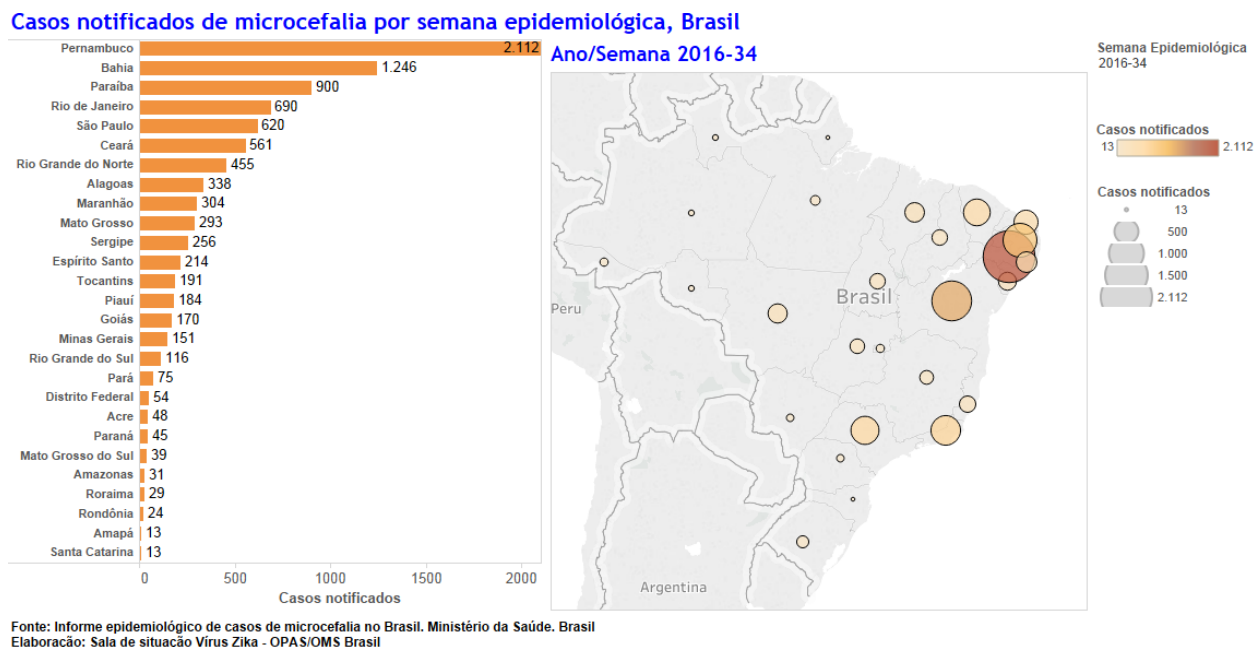 Casos notificados de microcefalia por semana epidemiológica, Brasil
Pernambuco 2.112
Bahia 1.246
Paraíba 900
Rio de Janeiro 690
São Paulo 620
Ceará 561
Rio Grande do Norte 455
Alagoas 338
Maranhão 304
Mato Grosso 293
Sergipe 256
Espírito Santo 214
Tocantins 191
Piauí 184
Goiás 170
Minas Gerais 151
Rio Grande do Sul 116
Pará 75
Distrito Federal 54
Acre 48
Paraná 45
Mato Grosso do Sul 39
Amazonas 31
Roraima 29
Rondônia 24
Amapá 13
Santa Catarina 13
0 500 1000 1500 2000
Casos notificados
Ano/Semana 2016-34
Brasil
Peru
Argentina
Semana Epidemiológica
2016-34
Casos notificados
13 2.112
Casos notificados
13
500
1.000
1.500
2.112
Fonte: Informe epidemiológico de casos de microcefalia no Brasil. Ministério da Saúde. Brasil
Elaboração: Sala de situação Vírus Zika - OPAS/OMS Brasil